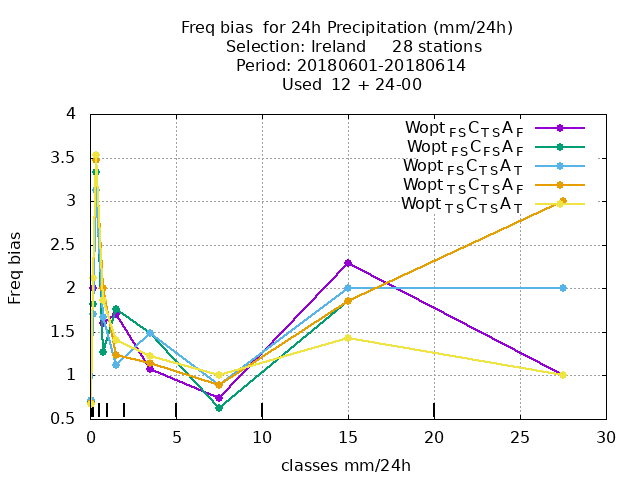 Freq bias  for 24h Precipitation (mm/24h)
Selection: Ireland     28 stations
Period: 20180601-20180614
Used  12 + 24-00
Wopt FS C TS A F
Wopt FS C FS A F
Wopt FS C TS A T
Wopt TS C TS A F
Wopt TS C TS A T
4
3.5
3
2.5
2
1.5
1
0.5
Freq bias
0 5 10 15 20 25 30
classes mm/24h